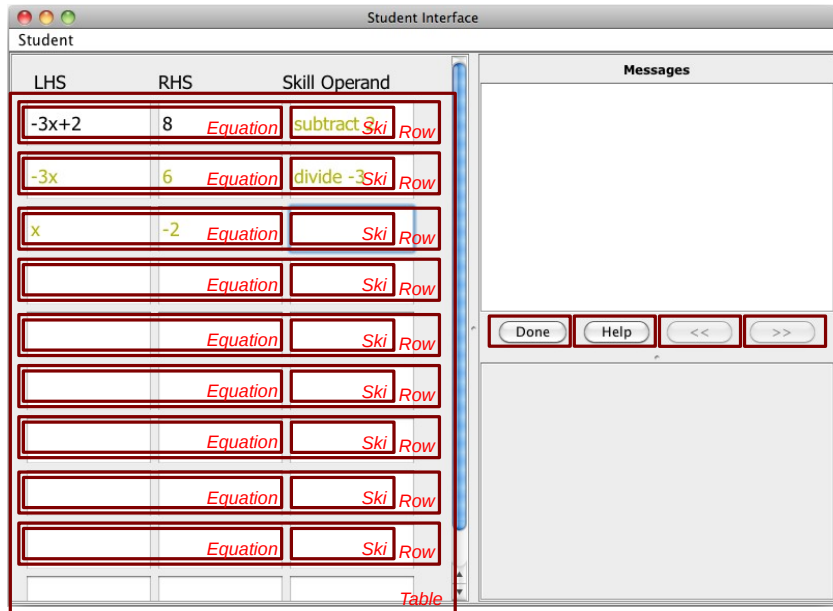 Student Interface
Student
LHS RHS Skill Operand
-3x+2 8 Equation subtract Ski Row
-3x 6 Equation divide -3 Ski Row
x -2 Equation Ski Row
Equation Ski Row
Equation Ski Row
Equation Ski Row
Equation Ski Row
Equation Ski Row
Equation Ski Row
Table
Messages
Done Help << >>